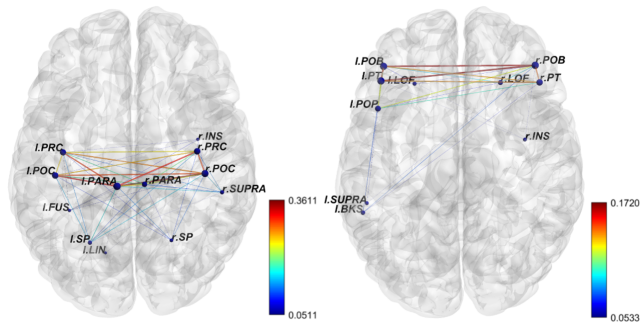 r.INS
l.PRC
r.PRC
l.POC
r.POC
l.PARA
r.PARA
r.SUPRA
l.FUS
l.SP
r.SP
l.LIN
0.3611
0.0511
l.POB
r.POB
l.PT
l.LOF
r.LOF
r.PT
l.POP
r.INS
l.SUPRA
l.BKS
0.1720
0.0533